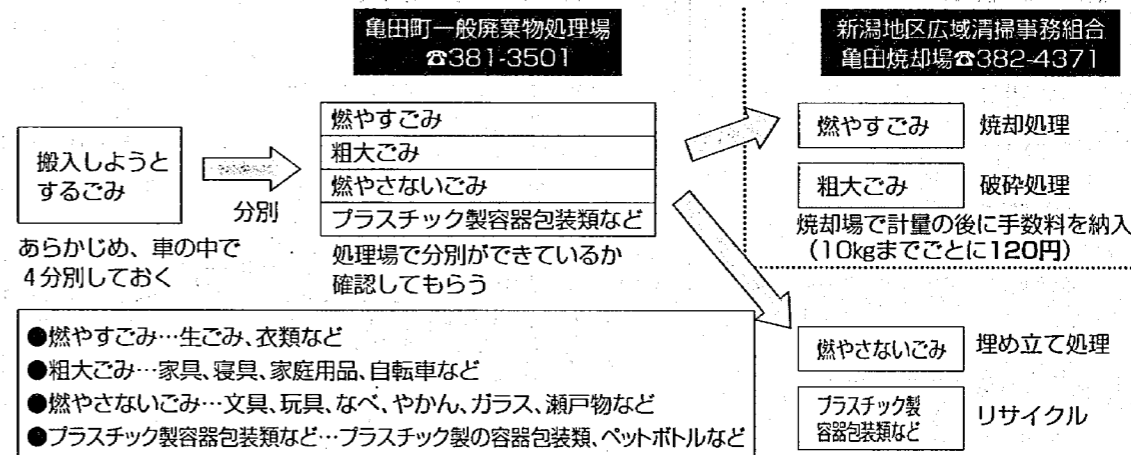 亀田町一般廃棄物処理場
☎381-3501
新潟地区広域清掃事務組合
亀田焼却場☎382-4371
搬入しようと
するごみ
分別
あらかじめ、車の中で
4分別しておく
燃やすごみ
粗大ごみ
燃やさないごみ
プラスチック製容器包装類など
処理場で分別ができているか
確認してもらう
燃やすごみ 焼却処理
粗大ごみ 破砕処理
焼却場で計量の後に手数料を納入
(10kgまでごとに120円)
燃やさないごみ 埋め立て処理
プラスチック製
容器包装類など
リサイクル
●燃やすごみ…生ごみ、衣類など
●粗大ごみ…家具、寝具、家庭用品、自転車など
●燃やさないごみ…文具、玩具、なべ、やかん、ガラス、瀬戸物など
●プラスチック製容器包装類など…プラスチック製の容器包装類、ペットボトルなど